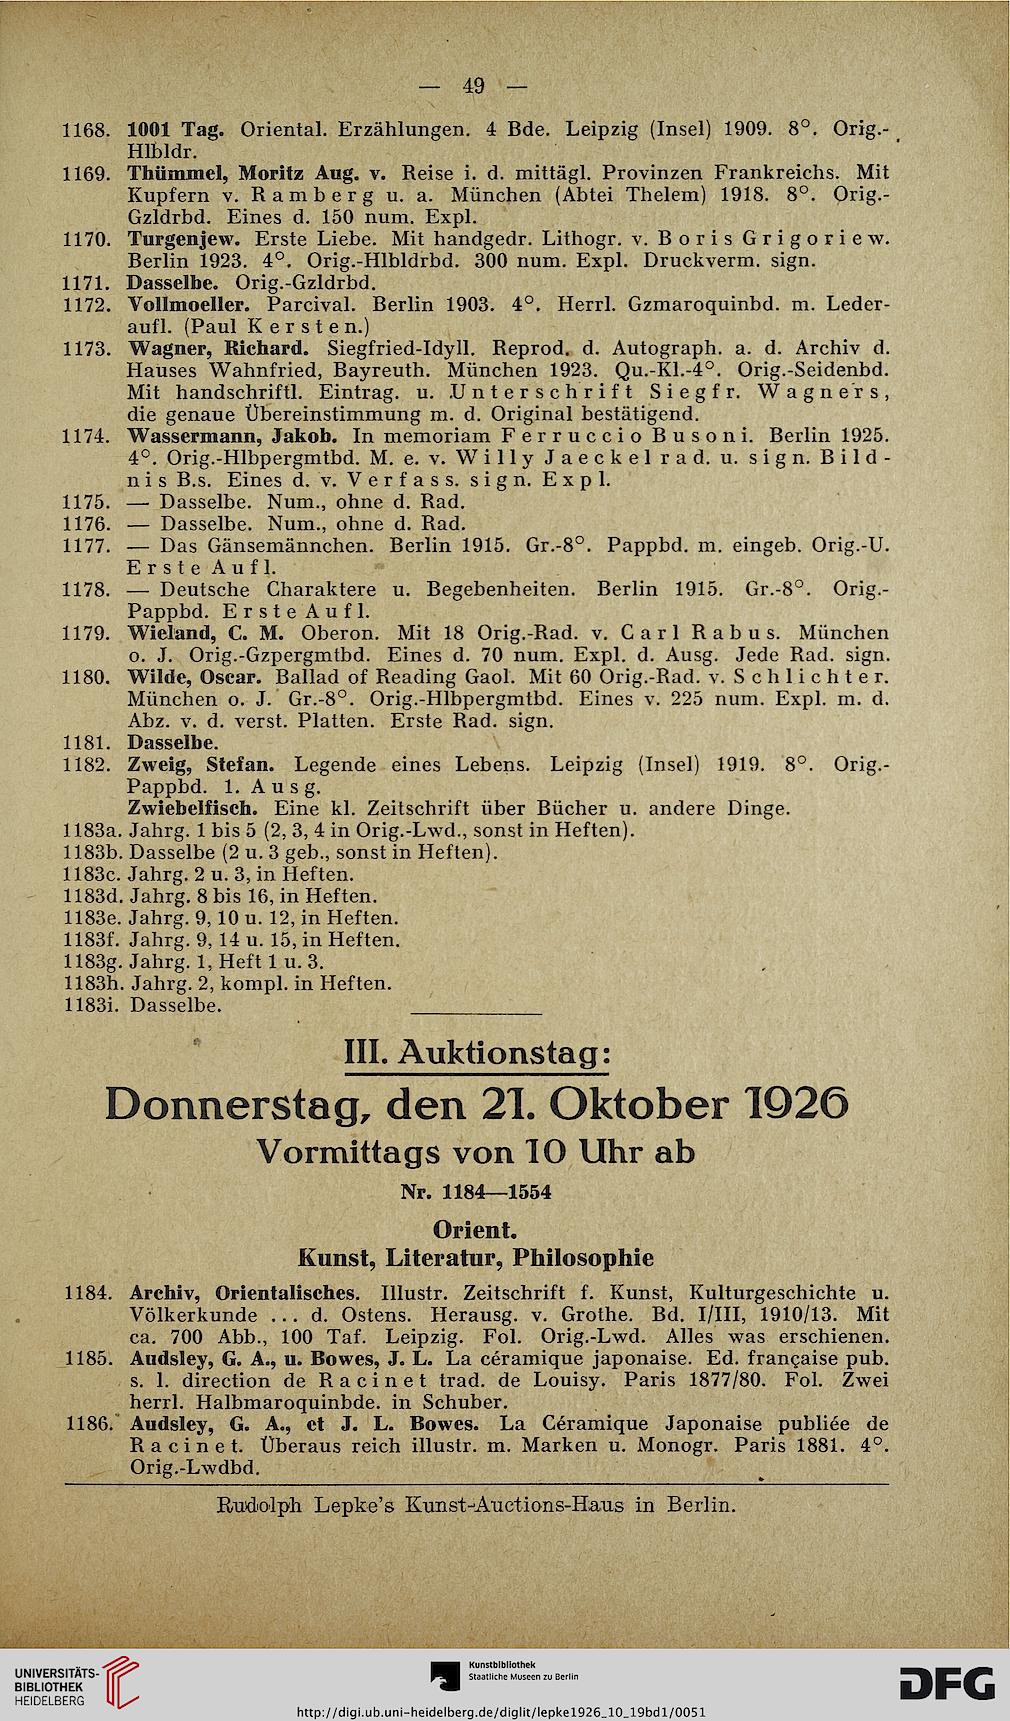 — 49 —
1168. 1001 Tag. Oriental. Erzählungen. 4 Bde. Leipzig (Insel) 1909. 8°. Orig.-
Hlbldr.
1169. Thümmel, Moritz Aug. v. Reise i. d. mittägl. Provinzen Frankreichs. Mit
Kupfern v. Ramberg u. a. München (Abtei Thelem) 1918. 8°. Orig.-
Gzldrbd. Eines d. 150 num. Expl.
1170. Turgenjew. Erste Liebe. Mit handgedr. Lithogr. v. Boris Grigoriew.
Berlin 1923. 4°. Orig.-Hlbldrbd. 300 num. Expl. Druckverm. sign.
1171. Dasselbe. Orig.-Gzldrbd.
1172. Vollmoeller. Parcival. Berlin 1903. 4°. Herrl. Gzmaroquinbd. m. Leder-
aufl. (Paul Kersten.)
1173. Wagner, Richard. Siegfried-Idyll. Reprod. d. Autograph. a. d. Archiv d.
Hauses Wahnfried, Bayreuth. München 1923. Qu.-Kl.-4°. Orig.-Seidenbd.
Mit handschriftl. Eintrag. u. Unterschrift Siegfr. Wagners,
die genaue Übereinstimmung m. d. Original bestätigend.
1174. Wassermann, Jakob. In memoriam Ferruccio Busoni. Berlin 1925.
4°. Orig.-Hlbpergmtbd. M. e. v. Willy Jaeckel rad. u. sign. Bild-
nis B.s. Eines d. v. Verfass. sign. Expl.
1175. — Dasselbe. Num., ohne d. Rad.
1176. — Dasselbe. Num., ohne d. Rad.
1177. — Das Gänsemännchen. Berlin 1915. Gr.-8°. Pappbd. m. eingeb. Orig.-U.
Erste Aufl.
1178. — Deutsche Charaktere u. Begebenheiten. Berlin 1915. Gr.-8°. Orig.-
Pappbd. Erste Aufl.
1179. Wieland, C. M. Oberon. Mit 18 Orig.-Rad. v. Carl Rabus. München
o. J. Orig.-Gzpergmtbd. Eines d. 70 num. Expl. d. Ausg. Jede Rad. sign.
1180. Wilde, Oscar. Ballad of Reading Gaol. Mit 60 Orig.-Rad. v. Schlichter.
München o. J. Gr.-8°. Orig.-Hlbpergmtbd. Eines v. 225 num. Expl. m. d.
Abz. v. d. verst. Platten. Erste Rad. sign.
1181. Dasselbe.
1182. Zweig, Stefan. Legende eines Lebens. Leipzig (Insel) 1919. 8°. Orig.-
Pappbd. 1. Ausg.
Zwiebelfisch. Eine kl. Zeitschrift über Bücher u. andere Dinge.
1183a. Jahrg. 1 bis 5 (2, 3, 4 in Orig.-Lwd., sonst in Heften).
1183b. Dasselbe (2 u. 3 geb., sonst in Heften).
1183c. Jahrg. 2 u. 3, in Heften.
1183d. Jahrg. 8 bis 16, in Heften.
1183e. Jahrg. 9, 10 u. 12, in Heften.
1183f. Jahrg. 9, 14 u. 15, in Heften.
1183g. Jahrg. 1, Heft 1 u. 3.
1183h. Jahrg. 2, kompl. in Heften.
1183i. Dasselbe.
III. Auktionstag:
Donnerstag, den 21. Oktober 1926
Vormittags von 10 Uhr ab
Nr. 1184—1554
Orient.
Kunst, Literatur, Philosophie
1184. Archiv, Orientalisches. Illustr. Zeitschrift f. Kunst, Kulturgeschichte u.
Völkerkunde ... d. Ostens. Herausg. v. Grothe. Bd. I/III, 1910/13. Mit
ca. 700 Abb., 100 Taf. Leipzig. Fol. Orig.-Lwd. Alles was erschienen.
1185. Audsley, G. A., u. Bowes, J. L. La céramique japonaise. Ed. française pub.
s. l. direction de Racinet trad. de Louisy. Paris 1877/80. Fol. Zwei
herrl. Halbmaroquinbde. in Schuber.
1186. Audsley, G. A., et J. L. Bowes. La Céramique Japonaise publiée de
Racinet. Überaus reich illustr. m. Marken u. Monogr. Paris 1881. 4°.
Orig.-Lwdbd.
Rudolph Lepke's Kunst-Auctions-Haus in Berlin.
UNIVERSITÄTS-
BIBLIOTHEK
HEIDELBERG
Kunstbibliothek
Staatliche Museen zu Berlin
http://digi.ub.uni-heidelberg.de/diglit/lepke1926_10_19bd1/0051
DFG